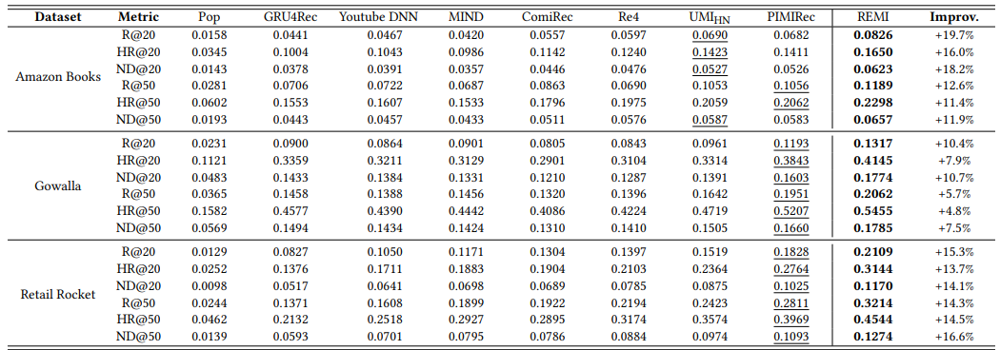 Dataset Metric Pop GRU4Rec Youtube DNN MIND ComiRec Re4 UMI_HN PIMIRec REMI Improv.
R@20 0.0158 0.0441 0.0467 0.0420 0.0557 0.0597 0.0690 0.0682 0.0826 +19.7%
HR@20 0.0345 0.1004 0.1043 0.0986 0.1142 0.1240 0.1423 0.1411 0.1650 +16.0%
ND@20 0.0143 0.0378 0.0391 0.0357 0.0446 0.0476 0.0527 0.0526 0.0623 +18.2%
Amazon Books
R@50 0.0281 0.0706 0.0722 0.0687 0.0863 0.0690 0.1053 0.1056 0.1189 +12.6%
HR@50 0.0602 0.1553 0.1607 0.1533 0.1796 0.1975 0.2059 0.2062 0.2298 +11.4%
ND@50 0.0193 0.0443 0.0457 0.0433 0.0511 0.0576 0.0587 0.0583 0.0657 +11.9%
R@20 0.0231 0.0900 0.0864 0.0901 0.0805 0.0843 0.0961 0.1193 0.1317 +10.4%
HR@20 0.1121 0.3359 0.3211 0.3129 0.2901 0.3104 0.3314 0.3843 0.4145 +7.9%
ND@20 0.0483 0.1433 0.1384 0.1331 0.1210 0.1287 0.1391 0.1603 0.1774 +10.7%
Gowalla
R@50 0.0365 0.1458 0.1388 0.1456 0.1320 0.1396 0.1642 0.1951 0.2062 +5.7%
HR@50 0.1582 0.4577 0.4390 0.4442 0.4086 0.4224 0.4719 0.5207 0.5455 +4.8%
ND@50 0.0569 0.1494 0.1434 0.1424 0.1310 0.1410 0.1505 0.1660 0.1785 +7.5%
R@20 0.0129 0.0827 0.1050 0.1171 0.1304 0.1397 0.1519 0.1828 0.2109 +15.3%
HR@20 0.0252 0.1376 0.1711 0.1883 0.1904 0.2103 0.2364 0.2764 0.3144 +13.7%
ND@20 0.0098 0.0517 0.0641 0.0698 0.0689 0.0785 0.0875 0.1025 0.1170 +14.1%
Retail Rocket
R@50 0.0244 0.1371 0.1608 0.1899 0.1922 0.2194 0.2423 0.2811 0.3214 +14.3%
HR@50 0.0462 0.2132 0.2518 0.2927 0.2895 0.3174 0.3574 0.3969 0.4544 +14.5%
ND@50 0.0139 0.0593 0.0701 0.0795 0.0786 0.0884 0.0974 0.1093 0.1274 +16.6%